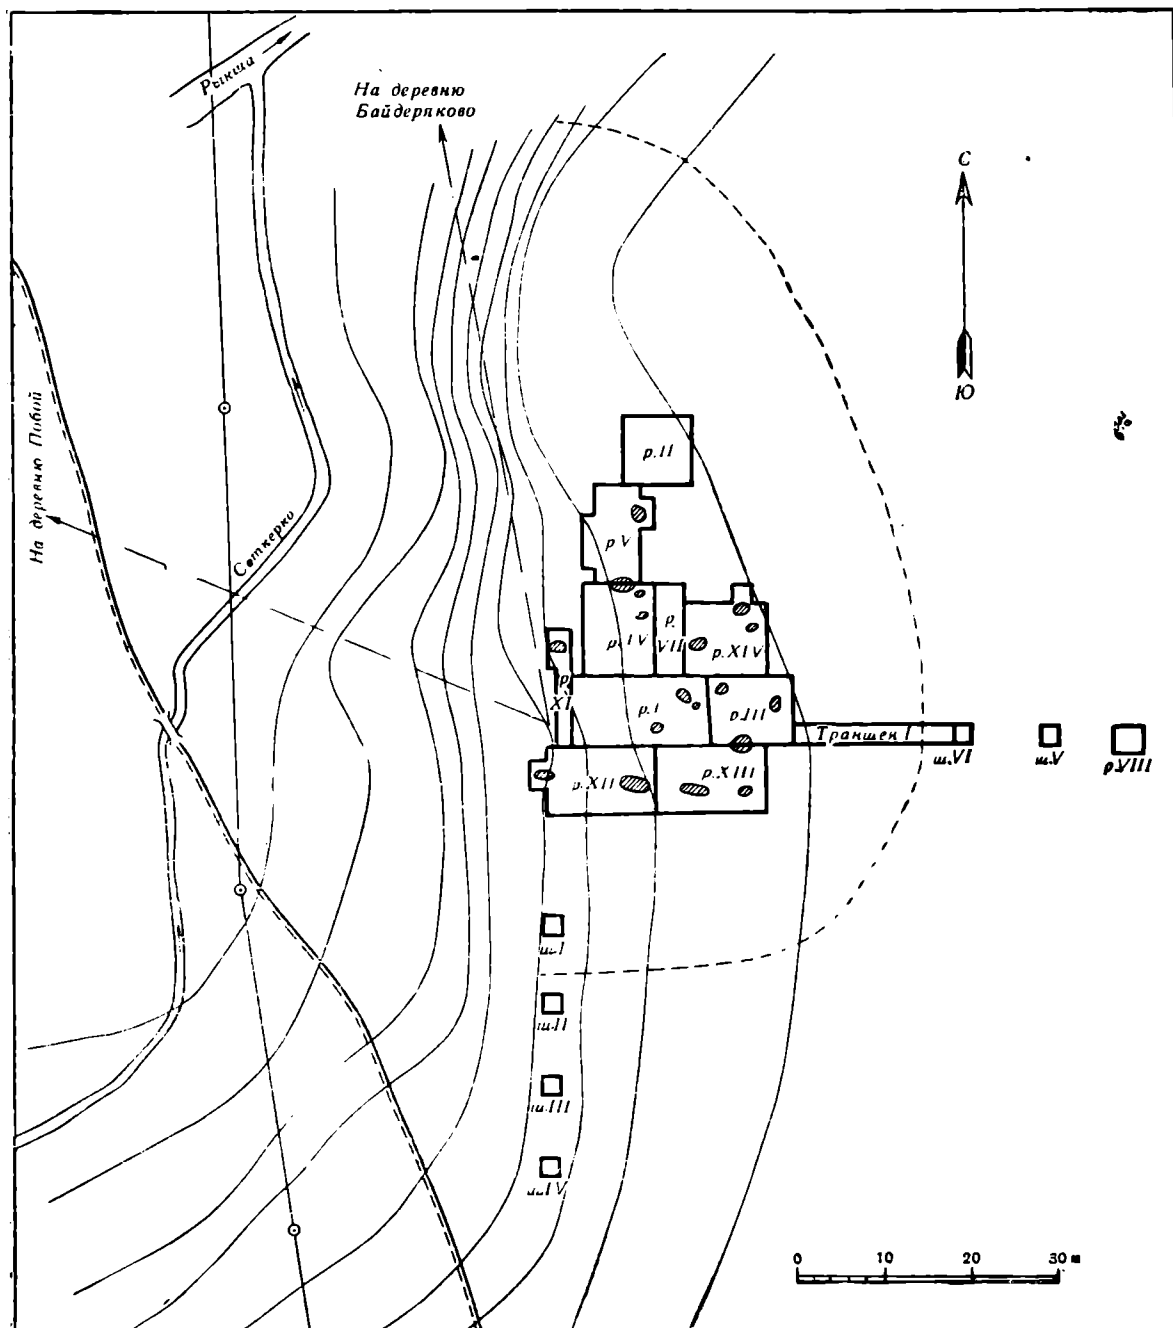 Рыкша
На деревню
Байдеряково
С
Ю
На деревню Побой
Соткерко
р.II
р V
р.IV
р.
VII
р.XIV
р.
XI
р.I
р.III
Траншея I
ш.VI
ш.V
р.VIII
р.XII
р.XIII
ш.I
ш.II
ш.III
ш.IV
0 10 20 30 м